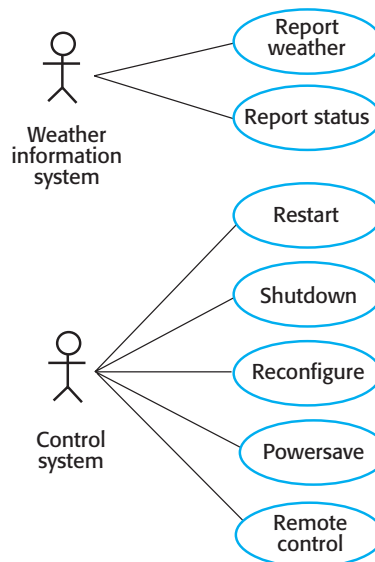 Report
weather
Report status
Weather
information
system
Restart
Shutdown
Reconfigure
Control
system
Powersave
Remote
control